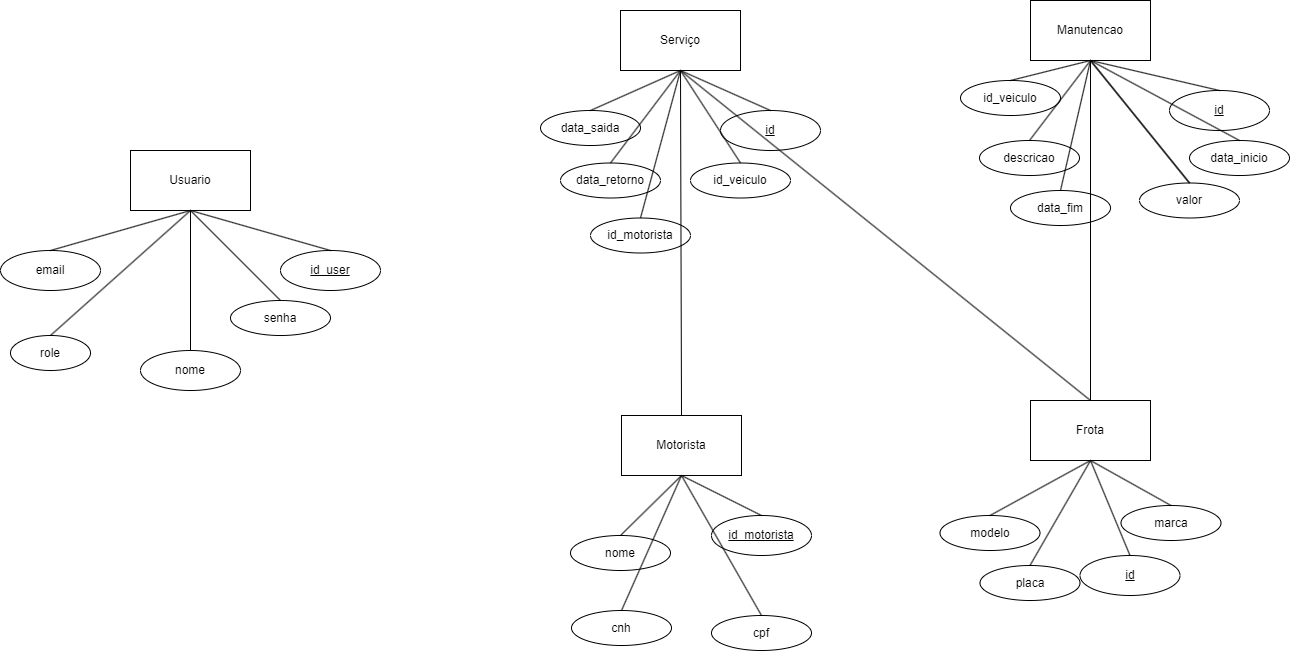 Serviço
Manutencao
id_veiculo
id
data_saida
id
descricao
data_inicio
data_retorno
id_veiculo
Usuario
data_fim
valor
id_motorista
email
id_user
senha
role
nome
Motorista
Frota
nome
id_motorista
modelo
marca
placa
id
cnh
cpf